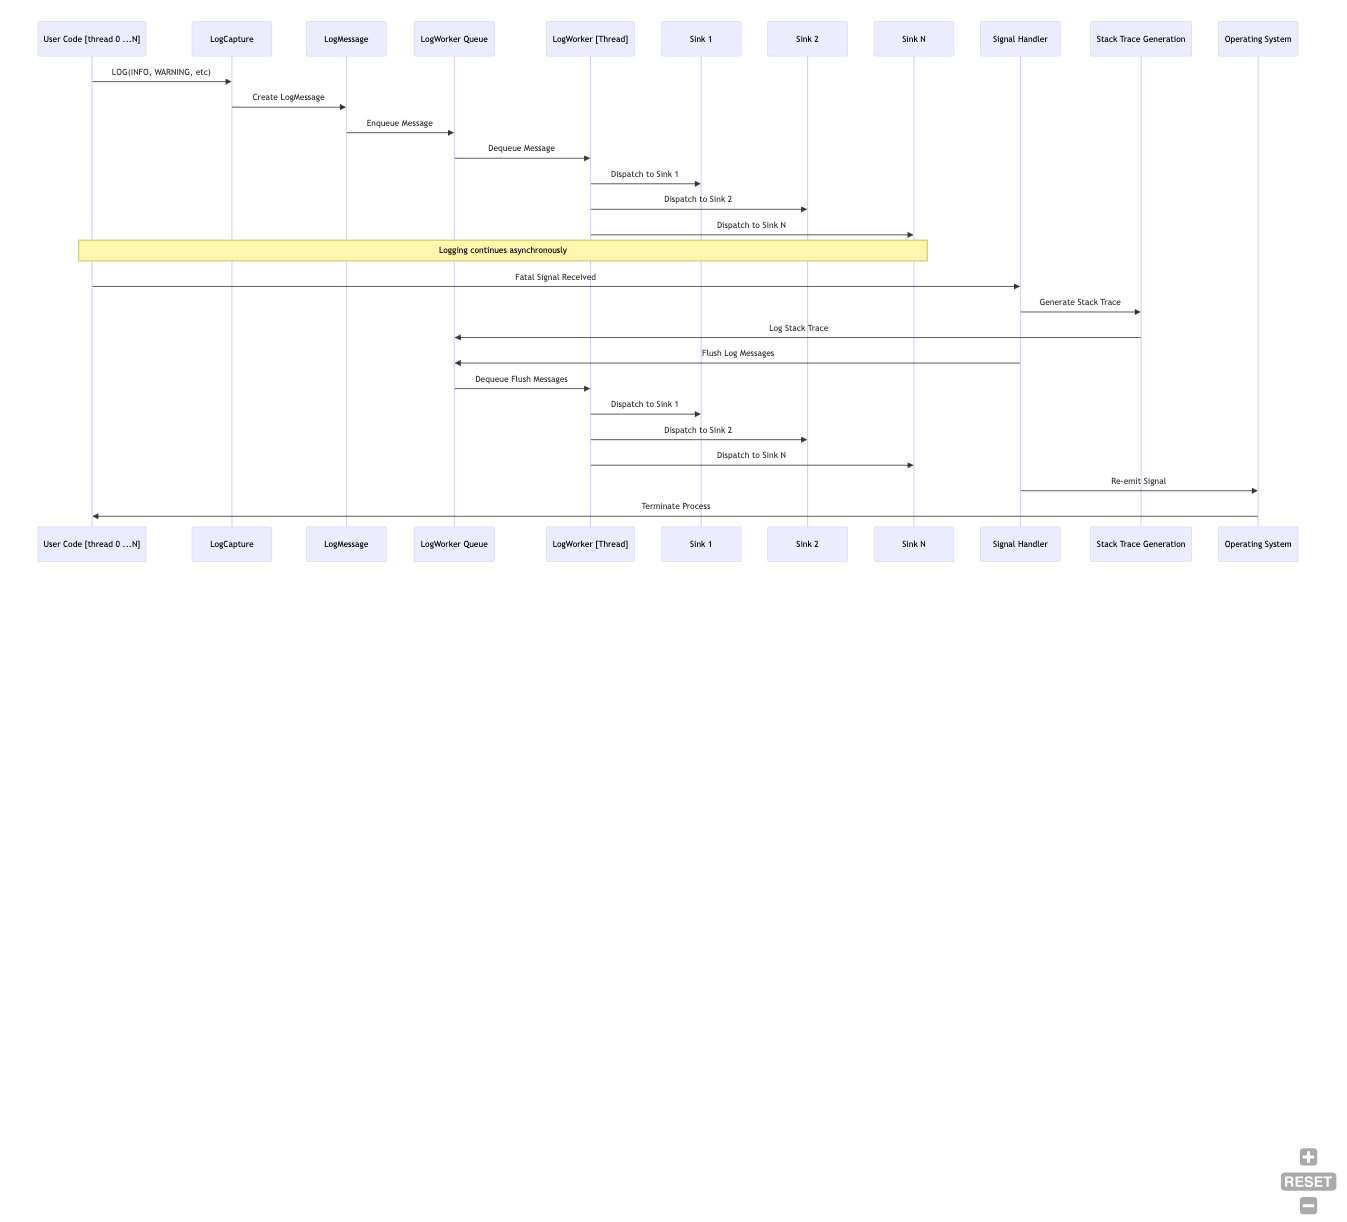 User Code [thread 0 ...N]
LogCapture
LogMessage
LogWorker Queue
LogWorker [Thread]
Sink 1
Sink 2
Sink N
Signal Handler
Stack Trace Generation
Operating System
LOG(INFO, WARNING, etc)
Create LogMessage
Enqueue Message
Dequeue Message
Dispatch to Sink 1
Dispatch to Sink 2
Dispatch to Sink N
Logging continues asynchronously
Fatal Signal Received
Generate Stack Trace
Log Stack Trace
Flush Log Messages
Dequeue Flush Messages
Dispatch to Sink 1
Dispatch to Sink 2
Dispatch to Sink N
Re-emit Signal
Terminate Process
User Code [thread 0 ...N]
LogCapture
LogMessage
LogWorker Queue
LogWorker [Thread]
Sink 1
Sink 2
Sink N
Signal Handler
Stack Trace Generation
Operating System
RESET